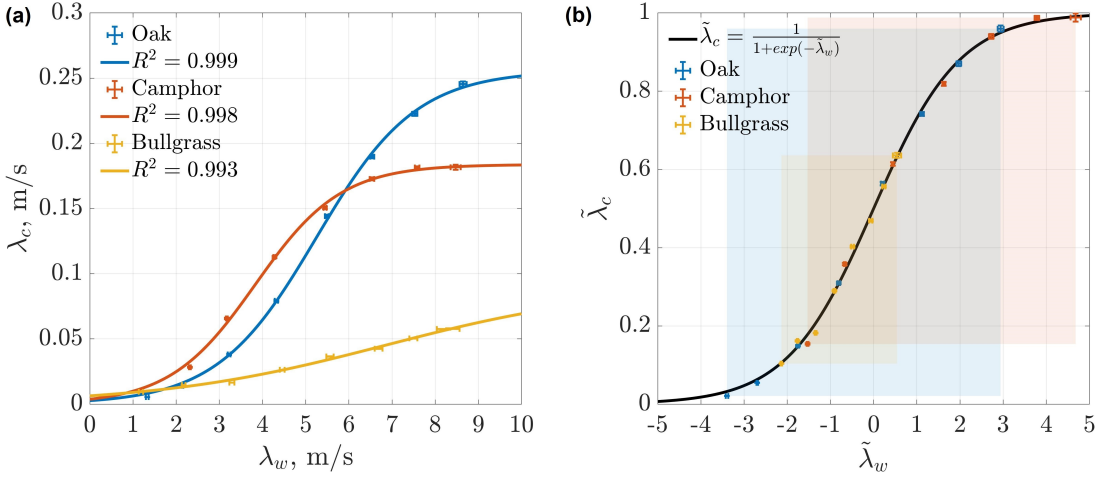 (a)
Oak
R² = 0.999
Camphor
R² = 0.998
Bullgrass
R² = 0.993
0.3
0.25
0.2
0.15
0.1
0.05
0
λc, m/s
0 1 2 3 4 5 6 7 8 9 10
λw, m/s
(b)
λ̃c = 1/(1+exp(−λ̃w))
Oak
Camphor
Bullgrass
1
0.8
0.6
0.4
0.2
0
λ̃c
-5 -4 -3 -2 -1 0 1 2 3 4 5
λ̃w